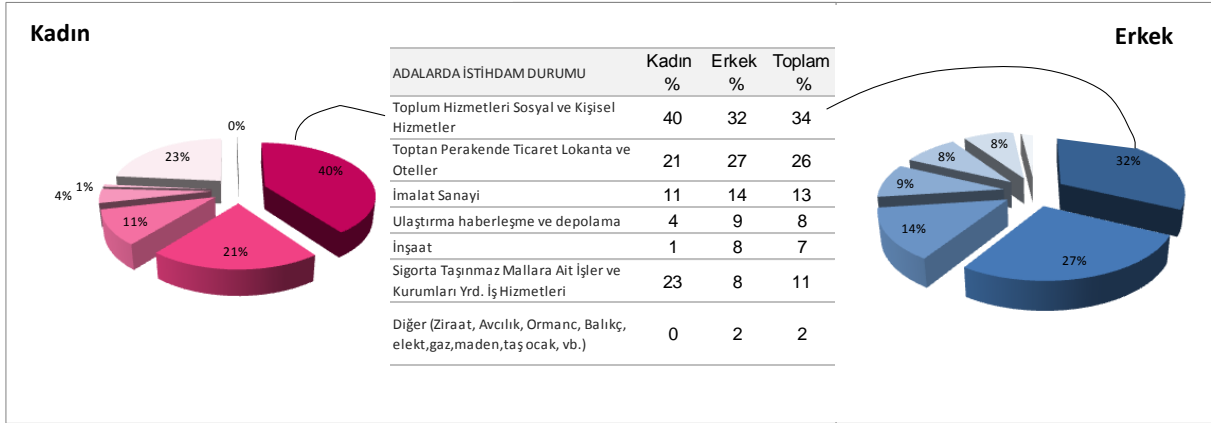 Kadın
Erkek
ADALARDA İSTİHDAM DURUMU
Kadın
%
Erkek
%
Toplam
%
Toplum Hizmetleri Sosyal ve Kişisel
Hizmetler
40 32 34
Toptan Perakende Ticaret Lokanta ve
Oteller
21 27 26
İmalat Sanayi 11 14 13
Ulaştırma haberleşme ve depolama 4 9 8
İnşaat 1 8 7
Sigorta Taşınmaz Mallara Ait İşler ve
Kurumları Yrd. İş Hizmetleri
23 8 11
Diğer (Ziraat, Avcılık, Ormanc, Balıkç,
elekt,gaz,maden,taş ocak, vb.)
0 2 2
0%
40%
21%
11%
4%
1%
23%
32%
27%
14%
9%
8%
8%